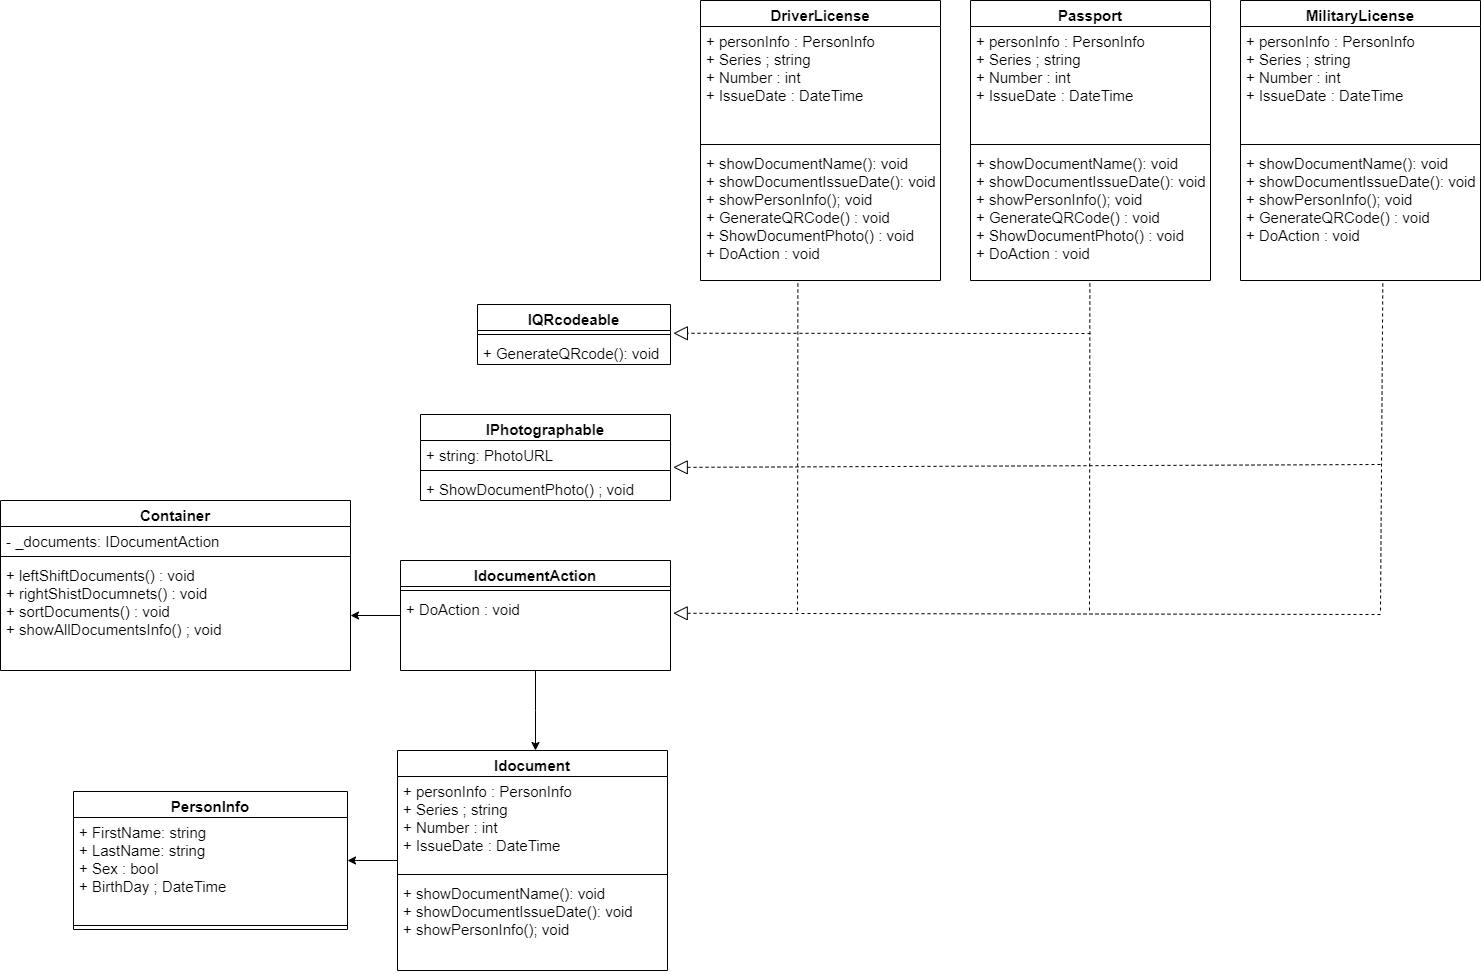 DriverLicense
+ personInfo : PersonInfo
+ Series ; string
+ Number : int
+ IssueDate : DateTime
+ showDocumentName(): void
+ showDocumentIssueDate(): void
+ showPersonInfo(); void
+ GenerateQRCode() : void
+ ShowDocumentPhoto() : void
+ DoAction : void
Passport
+ personInfo : PersonInfo
+ Series ; string
+ Number : int
+ IssueDate : DateTime
+ showDocumentName(): void
+ showDocumentIssueDate(): void
+ showPersonInfo(); void
+ GenerateQRCode() : void
+ ShowDocumentPhoto() : void
+ DoAction : void
MilitaryLicense
+ personInfo : PersonInfo
+ Series ; string
+ Number : int
+ IssueDate : DateTime
+ showDocumentName(): void
+ showDocumentIssueDate(): void
+ showPersonInfo(); void
+ GenerateQRCode() : void
+ DoAction : void
IQRcodeable
+ GenerateQRcode(): void
IPhotographable
+ string: PhotoURL
+ ShowDocumentPhoto() ; void
Container
- _documents: IDocumentAction
+ leftShiftDocuments() : void
+ rightShistDocumnets() : void
+ sortDocuments() : void
+ showAllDocumentsInfo() ; void
IdocumentAction
+ DoAction : void
Idocument
+ personInfo : PersonInfo
+ Series ; string
+ Number : int
+ IssueDate : DateTime
+ showDocumentName(): void
+ showDocumentIssueDate(): void
+ showPersonInfo(); void
PersonInfo
+ FirstName: string
+ LastName: string
+ Sex : bool
+ BirthDay ; DateTime